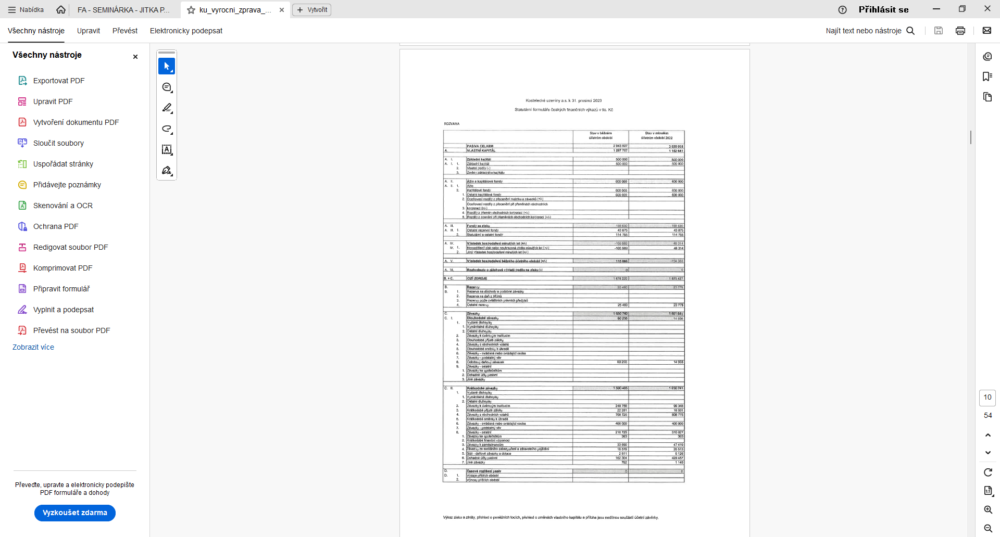 Nabídka
FA - SEMINÁRKA - JITKA P...
ku_vyrocni_zprava_...
Vytvořit
Přihlásit se
Všechny nástroje
Upravit
Převést
Elektronicky podepsat
Najít text nebo nástroje
Všechny nástroje
Exportovat PDF
Upravit PDF
Vytvoření dokumentu PDF
Sloučit soubory
Uspořádat stránky
Přidávejte poznámky
Skenování a OCR
Ochrana PDF
Redigovat soubor PDF
Komprimovat PDF
Připravit formulář
Vyplnit a podepsat
Převést na soubor PDF
Zobrazit více
Převeďte, upravte a elektronicky podepište
PDF formuláře a dohody
Vyzkoušet zdarma
Kostelecké uzeniny a.s. k 31. prosinci 2023
Statutární formuláře českých finančních výkazů v tis. Kč
ROZVAHA
Stav v běžném účetním období Stav v minulém účetním období 2022
PASIVA CELKEM 2 943 927 3 028 068
A. VLASTNÍ KAPITÁL 1 267 707 1 152 641
A. I. Základní kapitál 500 000 500 000
A. I. 1. Základní kapitál 500 000 500 000
2. Vlastní podíly (-)
3. Změny základního kapitálu
A. II. Ážio a kapitálové fondy 600 000 600 000
A. II. 1. Ážio
2. Kapitálové fondy 600 000 600 000
1. Ostatní kapitálové fondy 600 000 600 000
2. Oceňovací rozdíly z přecenění majetku a závazků (+/-)
Oceňovací rozdíly z přecenění při přeměnách obchodních
3. korporací (+/-)
4. Rozdíly z přeměn obchodních korporací (+/-)
5. Rozdíly z ocenění při přeměnách obchodních korporací (+/-)
A. III. Fondy ze zisku 158 630 158 630
A. III. 1. Ostatní rezervní fondy 43 875 43 875
2. Statutární a ostatní fondy 114 755 114 755
A. IV. Výsledek hospodaření minulých let (+/-) 48 314
IV. 1. Nerozdělený zisk nebo neuhrazená ztráta minulých let (+/-) -105 989 48 314
2. Jiný výsledek hospodaření minulých let (+/-)
A. V. Výsledek hospodaření běžného účetního období (+/-) 115 066
A. VI. Rozhodnuto o zálohové výplatě podílu na zisku (-) 0 0
B. + C. CIZÍ ZDROJE 1 676 220 1 875 427
B. Rezervy 25 480 23 778
B. 1. Rezerva na důchody a podobné závazky
2. Rezerva na daň z příjmů
3. Rezervy podle zvláštních právních předpisů
4. Ostatní rezervy 25 480 23 778
C. Závazky 1 650 740
C. I. Dlouhodobé závazky 60 255 14 908
1. Vydané dluhopisy
1. Vyměnitelné dluhopisy
2. Ostatní dluhopisy
2. Závazky k úvěrovým institucím
3. Dlouhodobé přijaté zálohy
4. Závazky z obchodních vztahů
5. Dlouhodobé směnky k úhradě
6. Závazky - ovládaná nebo ovládající osoba
7. Závazky - podstatný vliv
8. Odložený daňový závazek 60 255 14 908
9. Závazky - ostatní
1. Závazky ke společníkům
2. Dohadné účty pasivní
3. Jiné závazky
C. II. Krátkodobé závazky 1 590 485 1 836 741
1. Vydané dluhopisy
1. Vyměnitelné dluhopisy
2. Ostatní dluhopisy
2. Závazky k úvěrovým institucím 248 750 99 348
3. Krátkodobé přijaté zálohy 22 281 18 591
4. Závazky z obchodních vztahů 700 725 808 775
5. Krátkodobé směnky k úhradě
6. Závazky - ovládaná nebo ovládající osoba 400 000 400 000
7. Závazky - podstatný vliv
8. Závazky - ostatní 218 729 510 027
1. Závazky ke společníkům 363 363
2. Krátkodobé finanční výpomoci
3. Závazky k zaměstnancům 33 890 47 419
4. Závazky ze sociálního zabezpečení a zdravotního pojištění 18 579 26 513
5. Stát - daňové závazky a dotace 2 811 5 126
6. Dohadné účty pasivní 162 304 429 457
7. Jiné závazky 782 1 149
D. Časové rozlišení pasiv 0 0
D. 1. Výdaje příštích období
2. Výnosy příštích období
Výkaz zisku a ztráty, přehled o peněžních tocích, přehled o změnách vlastního kapitálu a příloha jsou nedílnou součástí účetní závěrky.
10
54